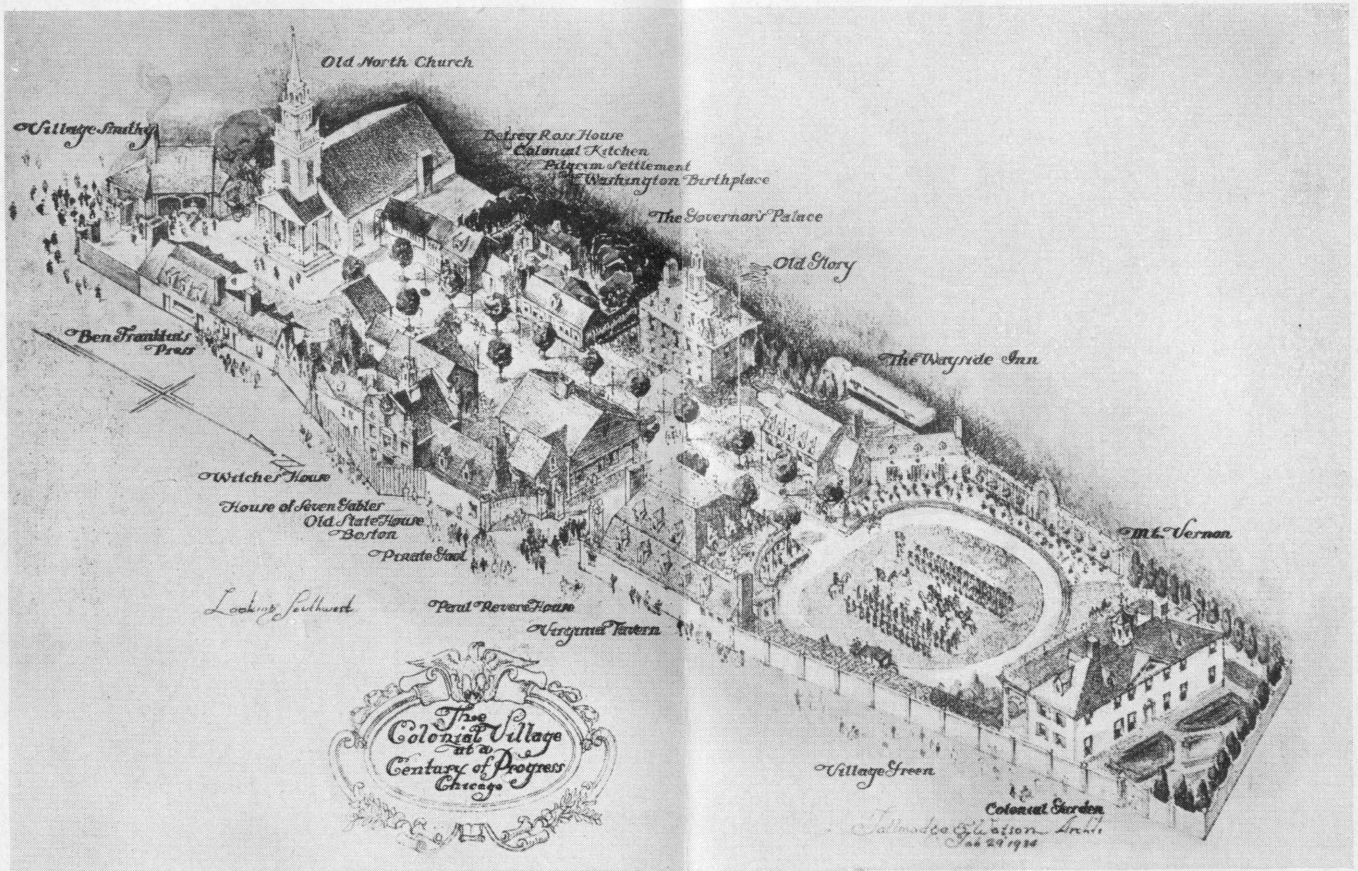 Old North Church
Village Smithy
Betsey Ross House
Colonial Kitchen
Pilgrim Settlement
Washington Birthplace
The Governor's Palace
Old Glory
Ben Franklin's
Press
The Wayside Inn
Witches House
House of Seven Gables
Old State House
Boston
Pirate Gaol
Mt. Vernon
Looking Southwest
Paul Revere House
Virginia Tavern
The
Colonial Village
at a
Century of Progress
Chicago
Village Green
Colonial Garden
Tallmadge & Watson Archts
29 1934